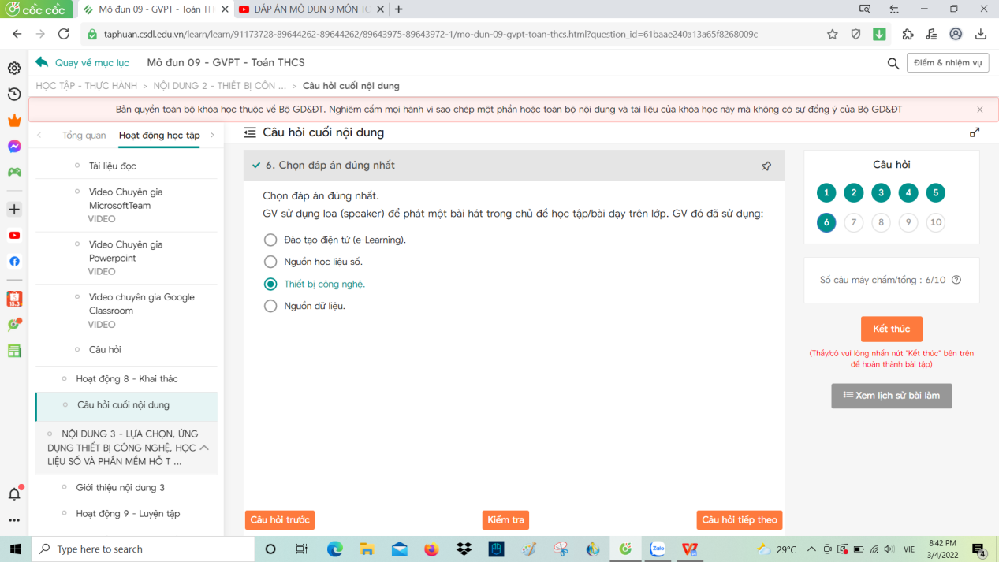 cốc cốc
Mô đun 09 - GVPT - Toán TH
ĐÁP ÁN MÔ ĐUN 9 MÔN TO
taphuan.csdl.edu.vn/learn/learn/91173728-89644262-89644262/89643975-89643972-1/mo-dun-09-gvpt-toan-thcs.html?question_id=61baae240a13a65f8268009c
Quay về mục lục
Mô đun 09 - GVPT - Toán THCS
Điểm & nhiệm vụ
HỌC TẬP - THỰC HÀNH > NỘI DUNG 2 - THIẾT BỊ CÔN ... > Câu hỏi cuối nội dung
Bản quyền toàn bộ khóa học thuộc về Bộ GD&ĐT. Nghiêm cấm mọi hành vi sao chép một phần hoặc toàn bộ nội dung và tài liệu của khóa học này mà không có sự đồng ý của Bộ GD&ĐT
Tổng quan
Hoạt động học tập
Tài liệu đọc
Video Chuyên gia
MicrosoftTeam
VIDEO
Video Chuyên gia
Powerpoint
VIDEO
Video chuyên gia Google
Classroom
VIDEO
Câu hỏi
Hoạt động 8 - Khai thác
Câu hỏi cuối nội dung
NỘI DUNG 3 - LỰA CHỌN, ỨNG
DỤNG THIẾT BỊ CÔNG NGHỆ, HỌC
LIỆU SỐ VÀ PHẦN MỀM HỖ T ...
Giới thiệu nội dung 3
Hoạt động 9 - Luyện tập
Câu hỏi cuối nội dung
6. Chọn đáp án đúng nhất
Chọn đáp án đúng nhất.
GV sử dụng loa (speaker) để phát một bài hát trong chủ đề học tập/bài dạy trên lớp. GV đó đã sử dụng:
Đào tạo điện tử (e-Learning).
Nguồn học liệu số.
Thiết bị công nghệ.
Nguồn dữ liệu.
Câu hỏi trước
Kiểm tra
Câu hỏi tiếp theo
Câu hỏi
1 2 3 4 5
6 7 8 9 10
Số câu máy chấm/tổng : 6/10
Kết thúc
(Thầy/cô vui lòng nhấn nút "Kết thúc" bên trên
để hoàn thành bài tập)
Xem lịch sử bài làm
15.3
Type here to search
Zalo
29°C
VIE
8:42 PM
3/4/2022
4